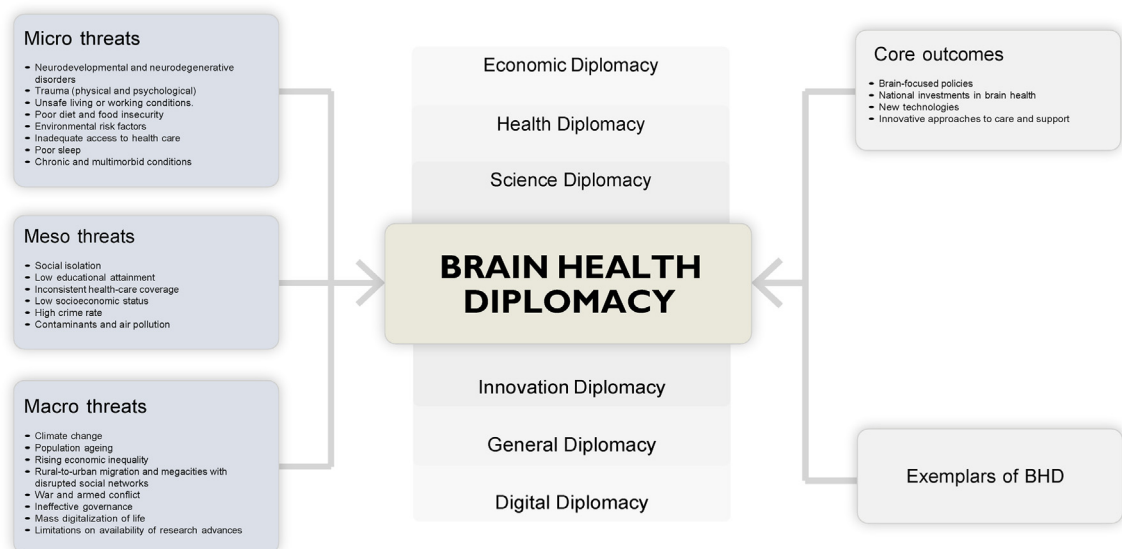 Micro threats
Neurodevelopmental and neurodegenerative
disorders
Trauma (physical and psychological)
Unsafe living or working conditions.
Poor diet and food insecurity
Environmental risk factors
Inadequate access to health care
Poor sleep
Chronic and multimorbid conditions
Meso threats
Social isolation
Low educational attainment
Inconsistent health-care coverage
Low socioeconomic status
High crime rate
Contaminants and air pollution
Macro threats
Climate change
Population ageing
Rising economic inequality
Rural-to-urban migration and megacities with
disrupted social networks
War and armed conflict
Ineffective governance
Mass digitalization of life
Limitations on availability of research advances
Economic Diplomacy
Health Diplomacy
Science Diplomacy
BRAIN HEALTH
DIPLOMACY
Innovation Diplomacy
General Diplomacy
Digital Diplomacy
Core outcomes
Brain-focused policies
National investments in brain health
New technologies
Innovative approaches to care and support
Exemplars of BHD